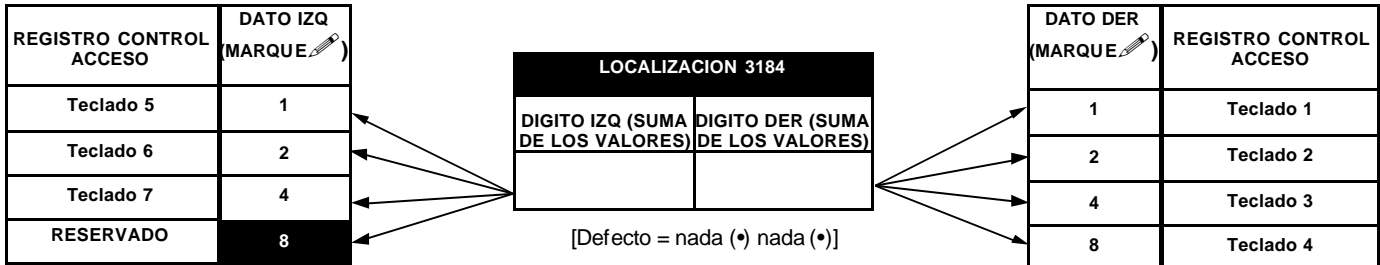 REGISTRO CONTROL
ACCESO
DATO IZQ
(MARQUE✎)
Teclado 5
1
Teclado 6
2
Teclado 7
4
RESERVADO
8
LOCALIZACION 3184
DIGITO IZQ (SUMA
DE LOS VALORES)
DIGITO DER (SUMA
DE LOS VALORES)
[Defecto = nada (•) nada (•)]
DATO DER
(MARQUE✎)
REGISTRO CONTROL
ACCESO
1
Teclado 1
2
Teclado 2
4
Teclado 3
8
Teclado 4